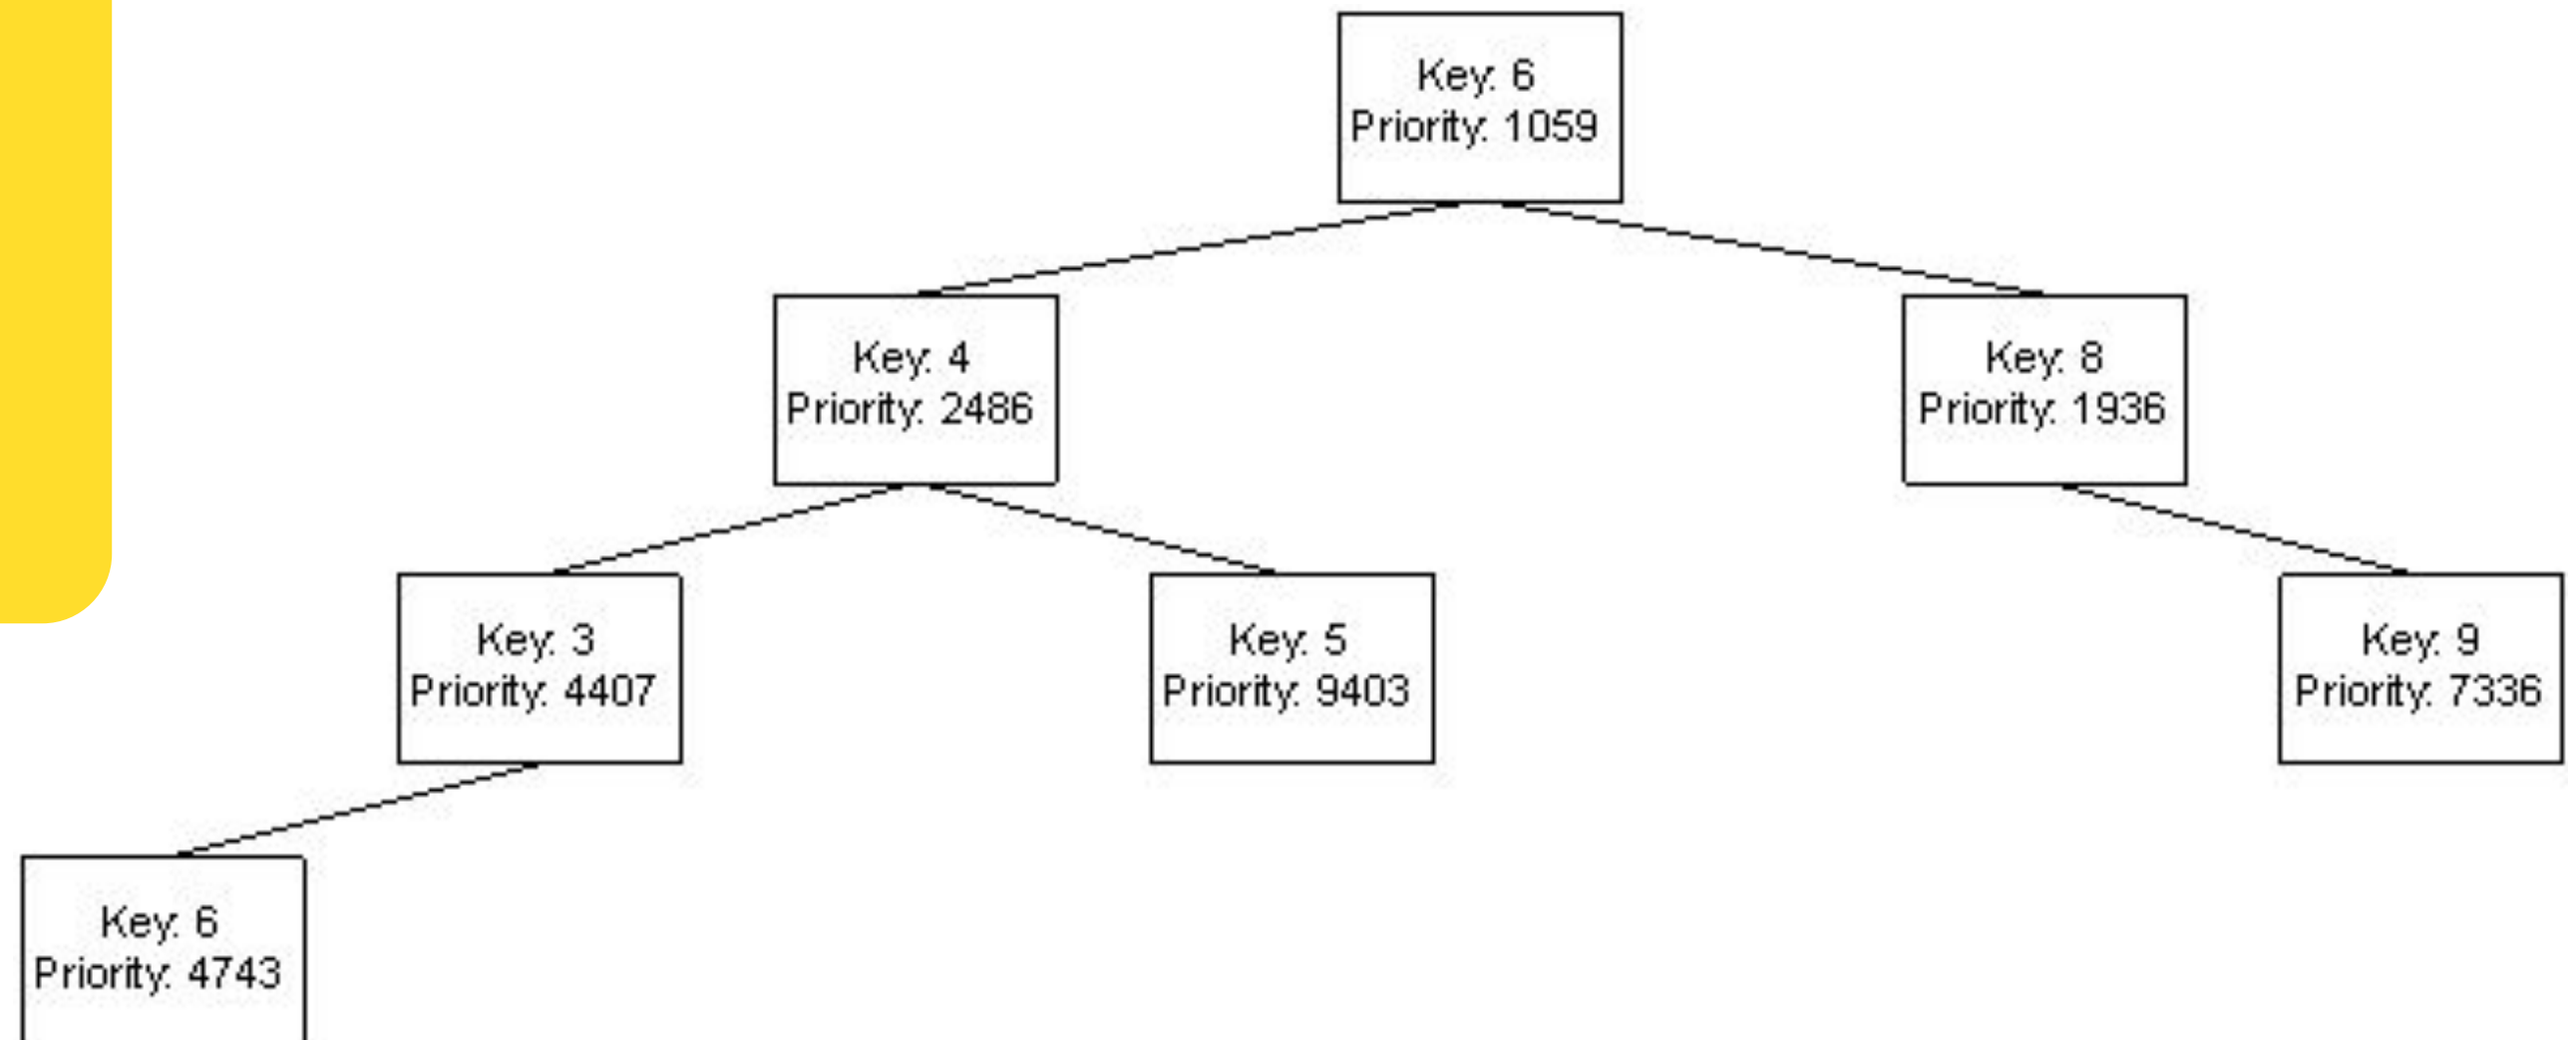 Key: 6
Priority: 1059
Key: 4
Priority: 2486
Key: 8
Priority: 1936
Key: 3
Priority: 4407
Key: 5
Priority: 9403
Key: 9
Priority: 7336
Key: 6
Priority: 4743